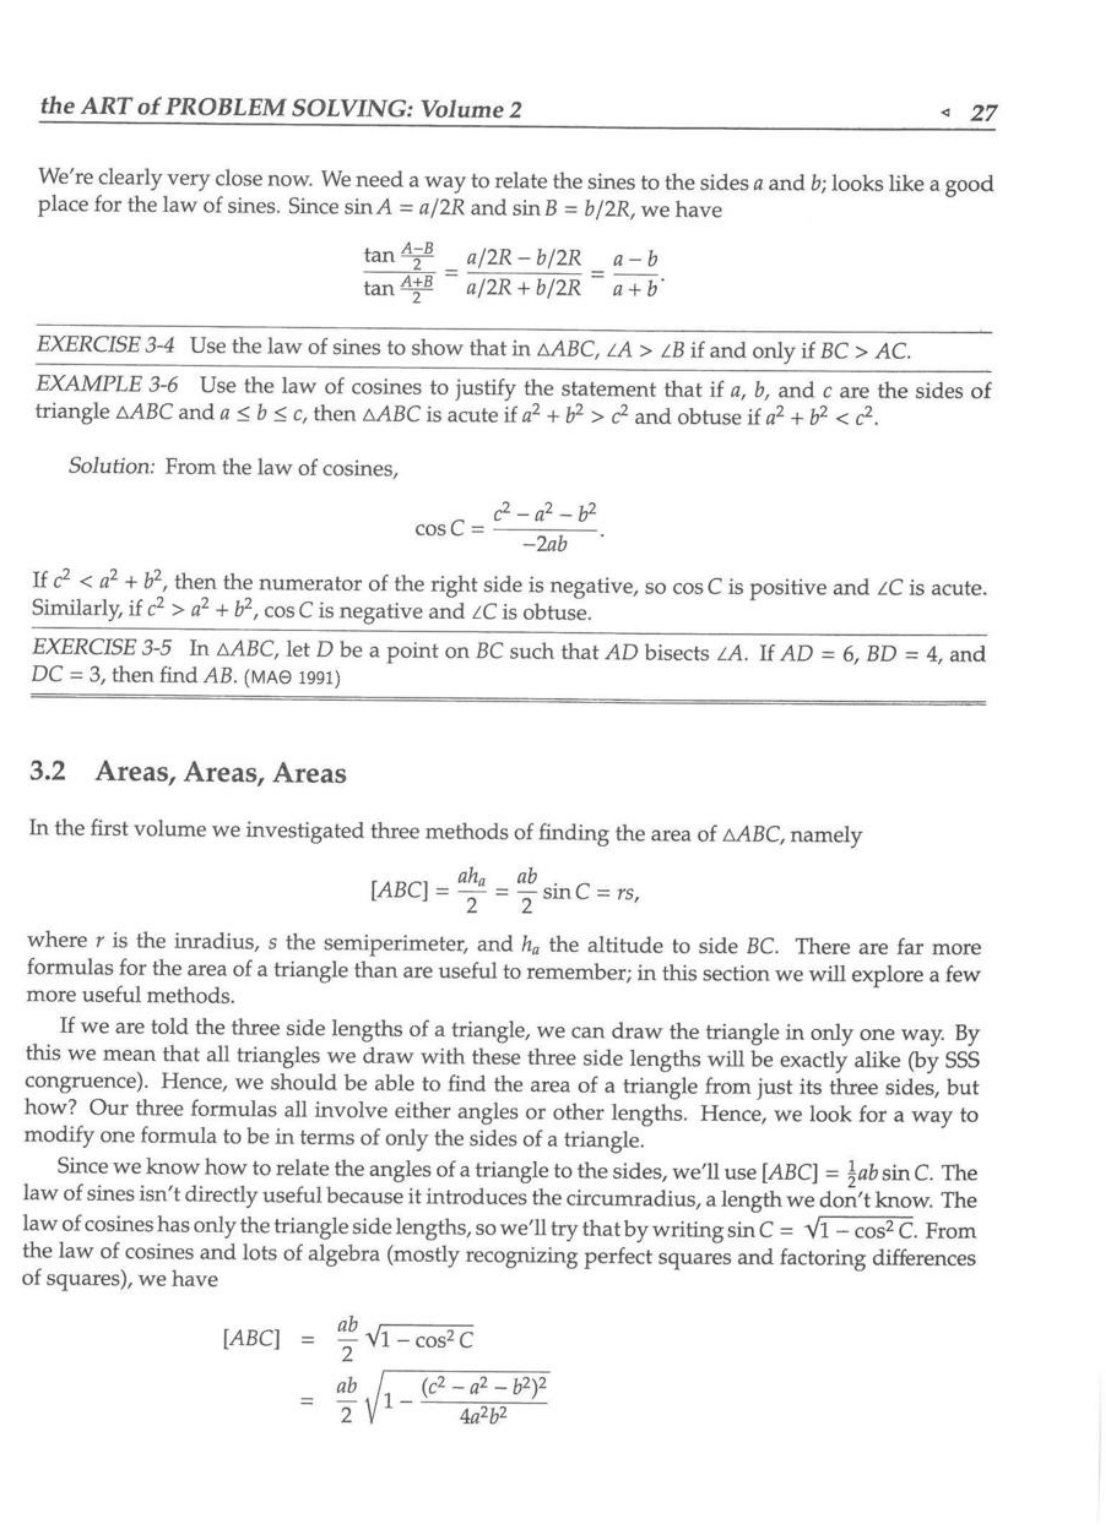 the ART of PROBLEM SOLVING: Volume 2 ◁ 27
We're clearly very close now. We need a way to relate the sines to the sides a and b; looks like a good
place for the law of sines. Since sin A = a/2R and sin B = b/2R, we have
tan (A−B)/2 / tan (A+B)/2 = (a/2R − b/2R)/(a/2R + b/2R) = (a − b)/(a + b).
EXERCISE 3-4 Use the law of sines to show that in △ABC, ∠A > ∠B if and only if BC > AC.
EXAMPLE 3-6 Use the law of cosines to justify the statement that if a, b, and c are the sides of
triangle △ABC and a ≤ b ≤ c, then △ABC is acute if a² + b² > c² and obtuse if a² + b² < c².
Solution: From the law of cosines,
cos C = (c² − a² − b²)/(−2ab).
If c² < a² + b², then the numerator of the right side is negative, so cos C is positive and ∠C is acute.
Similarly, if c² > a² + b², cos C is negative and ∠C is obtuse.
EXERCISE 3-5 In △ABC, let D be a point on BC such that AD bisects ∠A. If AD = 6, BD = 4, and
DC = 3, then find AB. (MAΘ 1991)
3.2 Areas, Areas, Areas
In the first volume we investigated three methods of finding the area of △ABC, namely
[ABC] = ahₐ/2 = ab/2 sin C = rs,
where r is the inradius, s the semiperimeter, and hₐ the altitude to side BC. There are far more
formulas for the area of a triangle than are useful to remember; in this section we will explore a few
more useful methods.
If we are told the three side lengths of a triangle, we can draw the triangle in only one way. By
this we mean that all triangles we draw with these three side lengths will be exactly alike (by SSS
congruence). Hence, we should be able to find the area of a triangle from just its three sides, but
how? Our three formulas all involve either angles or other lengths. Hence, we look for a way to
modify one formula to be in terms of only the sides of a triangle.
Since we know how to relate the angles of a triangle to the sides, we'll use [ABC] = ½ab sin C. The
law of sines isn't directly useful because it introduces the circumradius, a length we don't know. The
law of cosines has only the triangle side lengths, so we'll try that by writing sin C = √(1 − cos² C). From
the law of cosines and lots of algebra (mostly recognizing perfect squares and factoring differences
of squares), we have
[ABC] = ab/2 √(1 − cos² C)
= ab/2 √(1 − (c² − a² − b²)²/4a²b²)